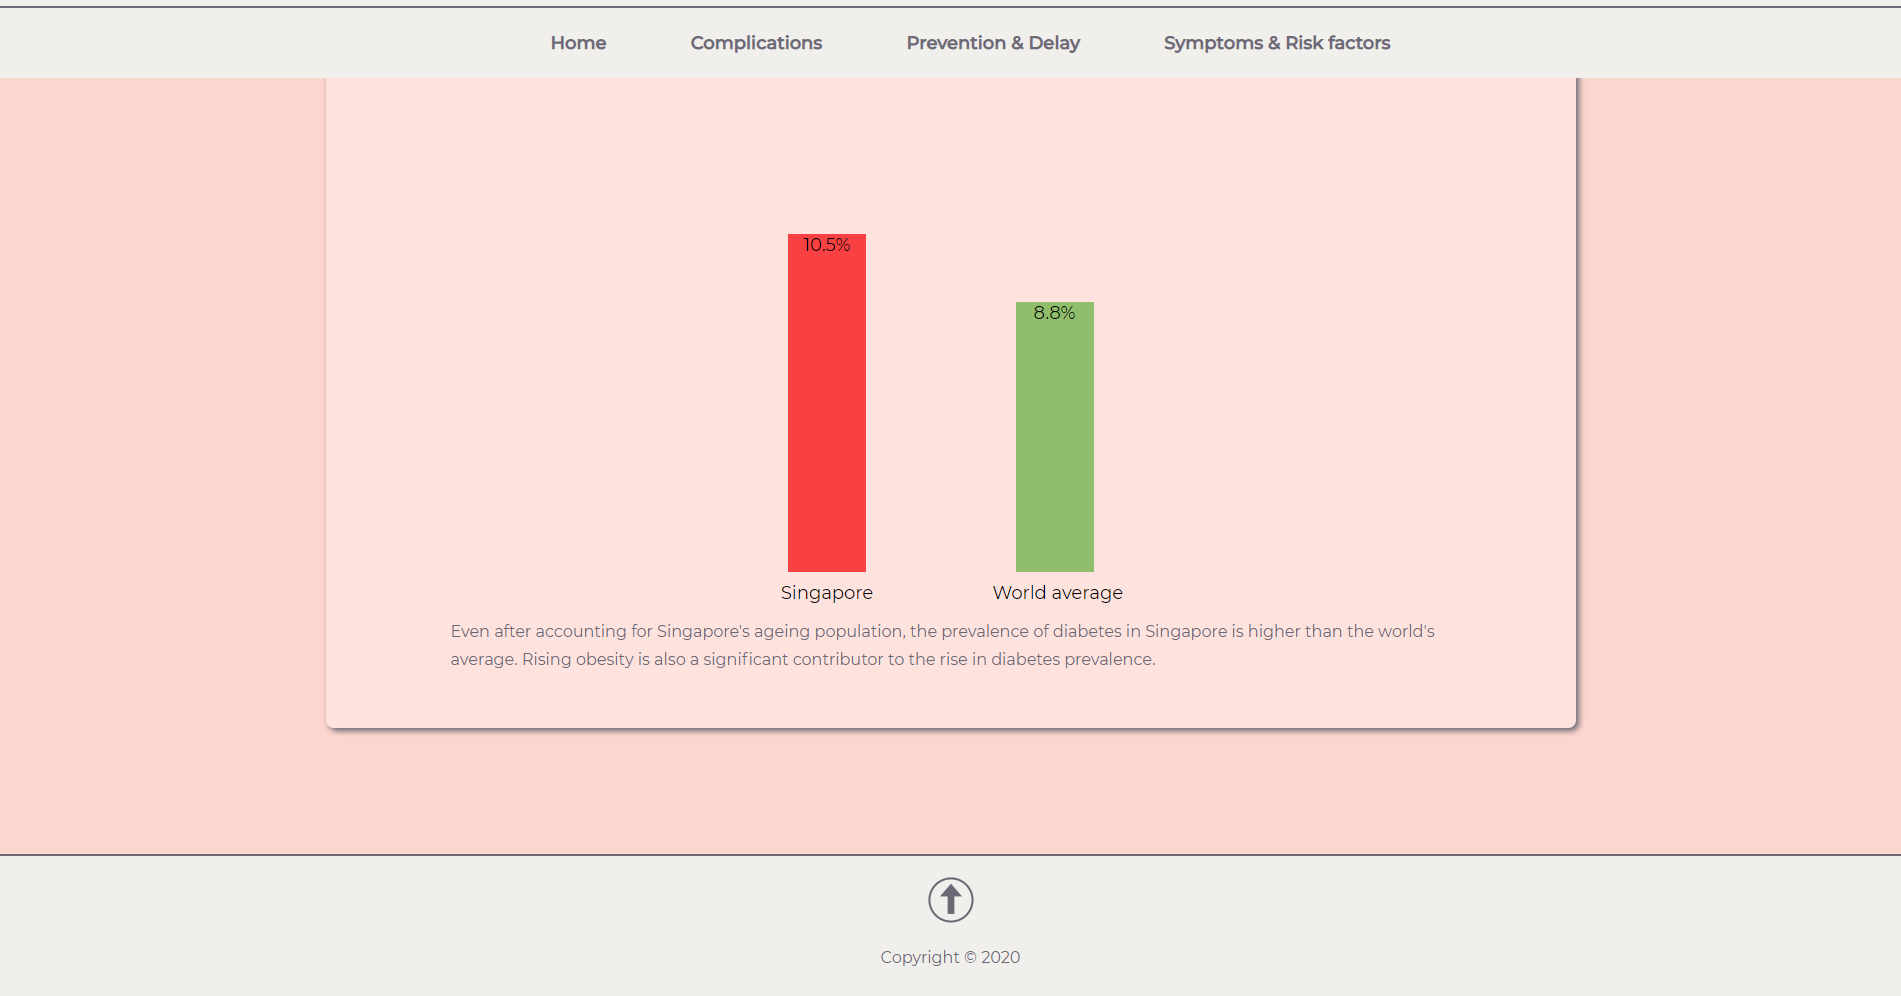 Home Complications Prevention & Delay Symptoms & Risk factors
10.5%
8.8%
Singapore World average
Even after accounting for Singapore's ageing population, the prevalence of diabetes in Singapore is higher than the world's
average. Rising obesity is also a significant contributor to the rise in diabetes prevalence.
Copyright © 2020